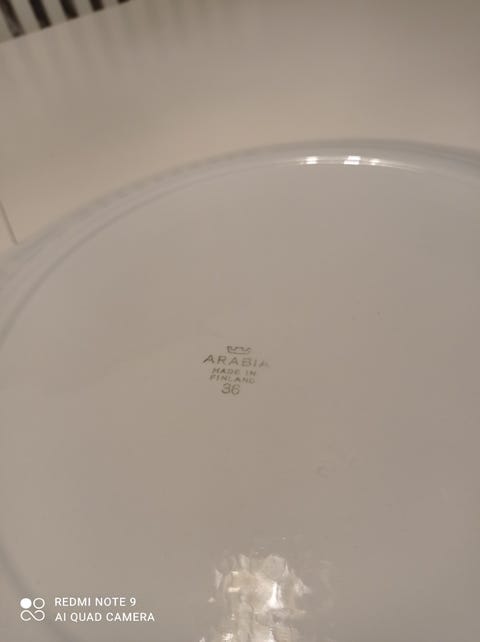 ARABIA
MADE IN
FINLAND
36
REDMI NOTE 9
AI QUAD CAMERA